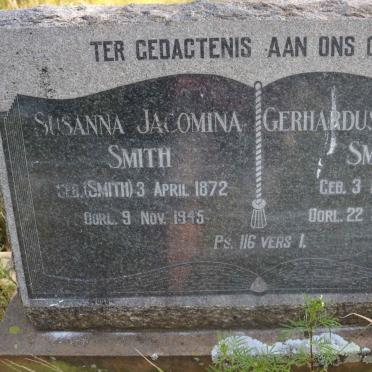 TER GEDACTENIS AAN ONS
SUSANNA JACOMINA
SMITH
GEB. (SMITH) 3 APRIL 1872
OORL. 9 NOV. 1945
GERHARDUS
SM
GEB. 3
OORL. 22
PS. 116 VERS 1.